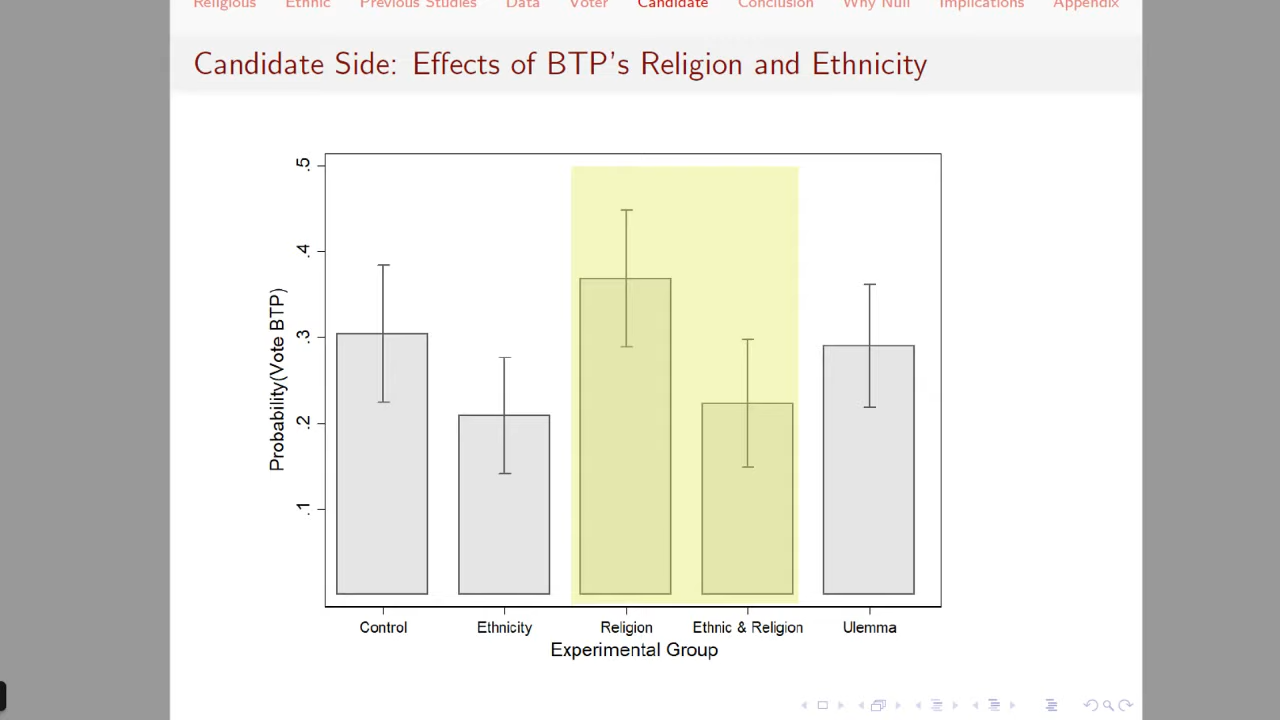 Religious Ethnic Previous Studies Data Voter Candidate Conclusion Why Null Implications Appendix
Candidate Side: Effects of BTP's Religion and Ethnicity
.5
.4
.3
.2
.1
Probability(Vote BTP)
Control Ethnicity Religion Ethnic & Religion Ulemma
Experimental Group